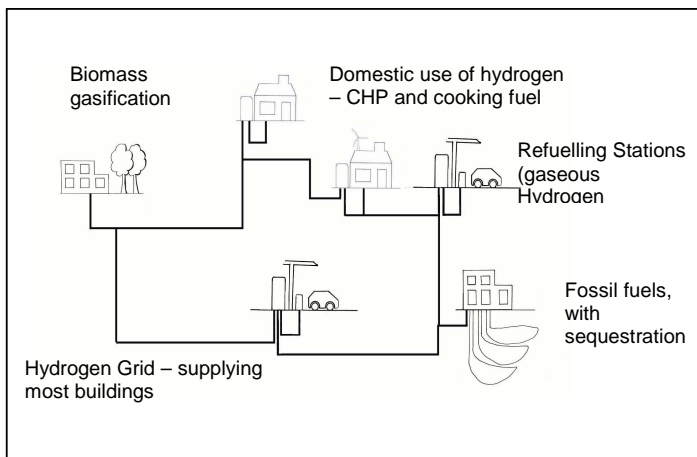 Biomass
gasification
Domestic use of hydrogen
– CHP and cooking fuel
Refuelling Stations
(gaseous
Hydrogen
Fossil fuels,
with
sequestration
Hydrogen Grid – supplying
most buildings